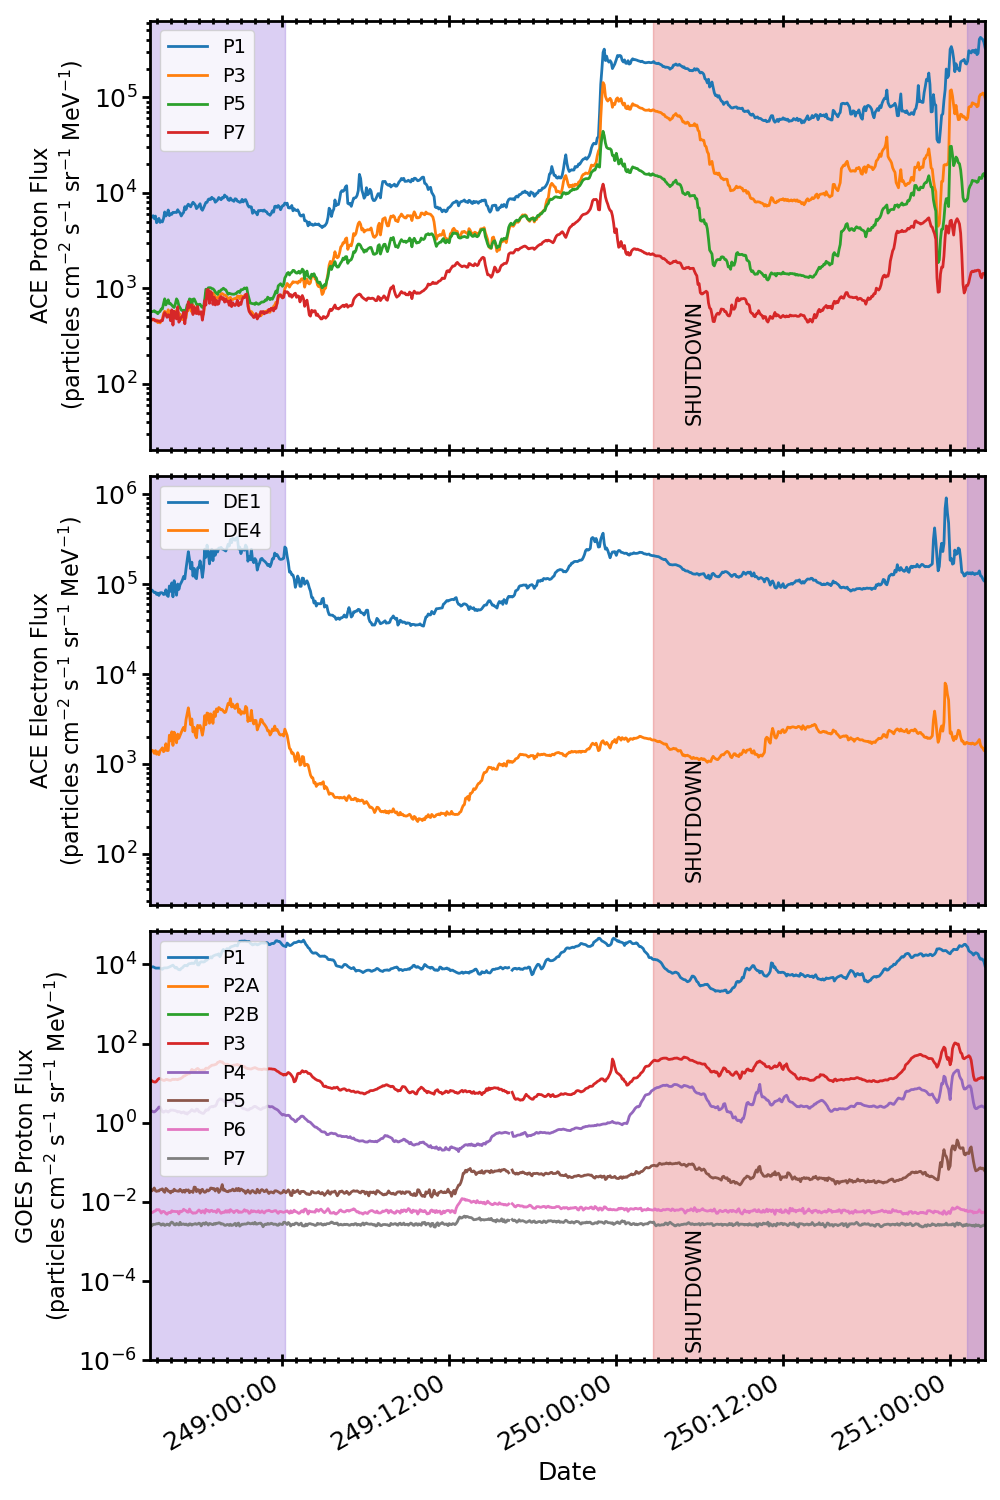 ACE Proton Flux
(particles cm⁻² s⁻¹ sr⁻¹ MeV⁻¹)
10⁵
10⁴
10³
10²
P1
P3
P5
P7
SHUTDOWN
ACE Electron Flux
(particles cm⁻² s⁻¹ sr⁻¹ MeV⁻¹)
10⁶
10⁵
10⁴
10³
10²
DE1
DE4
SHUTDOWN
GOES Proton Flux
(particles cm⁻² s⁻¹ sr⁻¹ MeV⁻¹)
10⁴
10²
10⁰
10⁻²
10⁻⁴
10⁻⁶
P1
P2A
P2B
P3
P4
P5
P6
P7
SHUTDOWN
249:00:00
249:12:00
250:00:00
250:12:00
251:00:00
Date